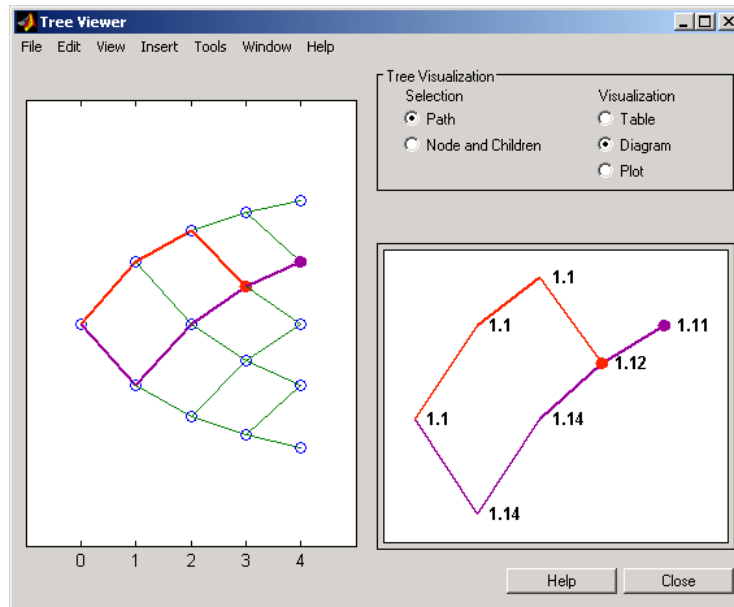 Tree Viewer
File Edit View Insert Tools Window Help
Tree Visualization
Selection Visualization
Path Table
Node and Children Diagram
Plot
1.1
1.1 1.11
1.12
1.1 1.14
1.14
0 1 2 3 4
Help Close